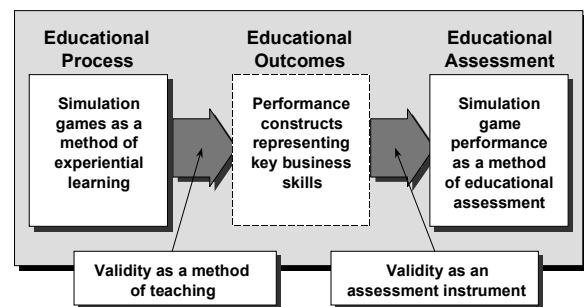 Educational
Process
Simulation
games as a
method of
experiential
learning
Educational
Outcomes
Performance
constructs
representing
key business
skills
Educational
Assessment
Simulation
game
performance
as a method
of educational
assessment
Validity as a method
of teaching
Validity as an
assessment instrument